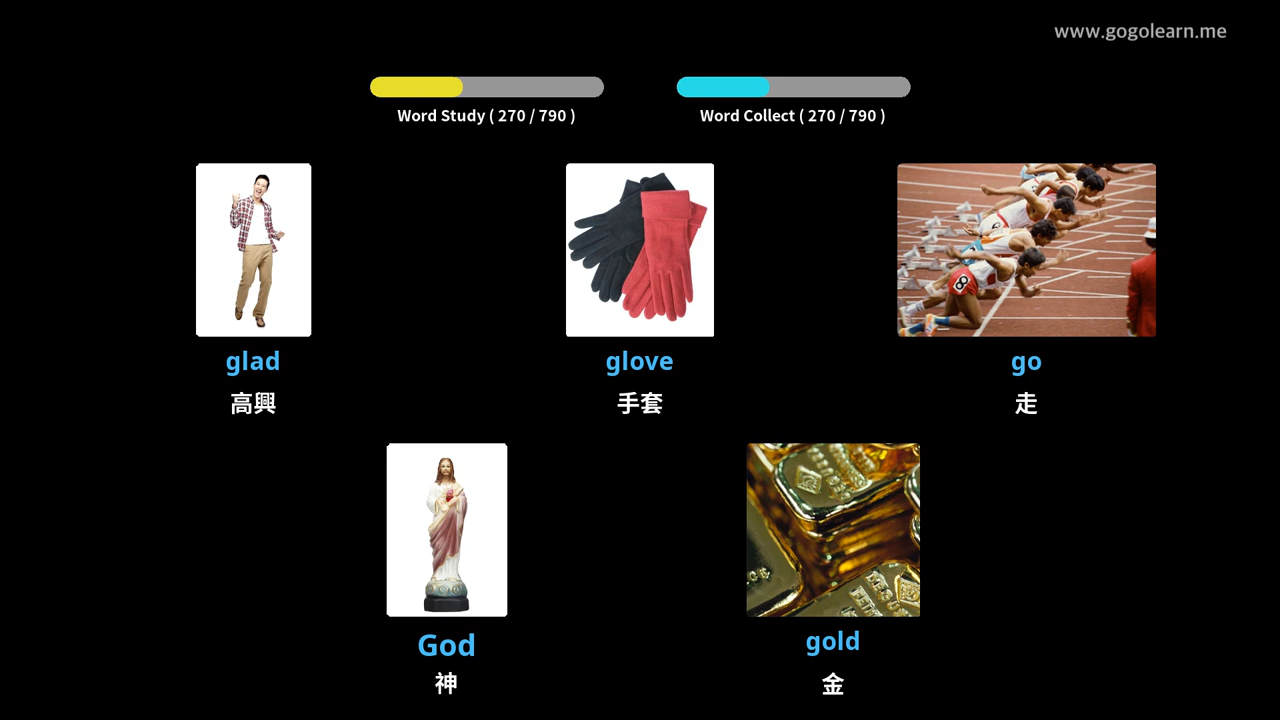 www.gogolearn.me
Word Study ( 270 / 790 )
Word Collect ( 270 / 790 )
glad
高興
glove
手套
go
走
God
神
gold
金